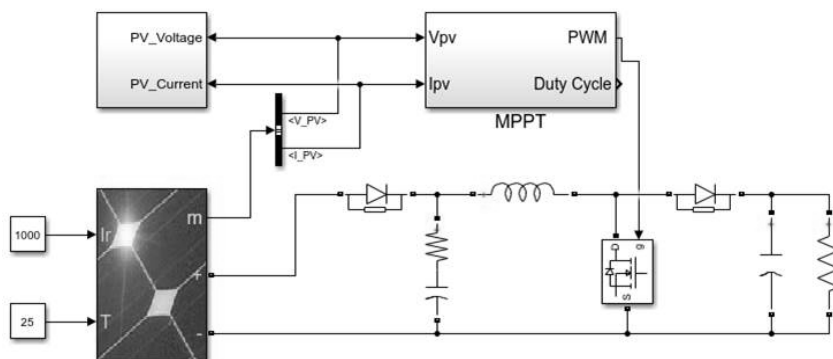 PV_Voltage
Vpv
PWM
PV_Current
Ipv
Duty Cycle
MPPT
<V_PV>
<I_PV>
m
1000
Ir
+
+
+
+
D
g
+
+
25
T
S
-